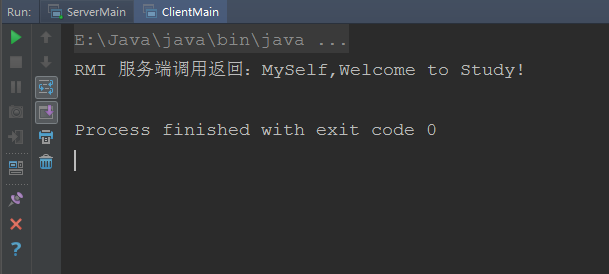 Run: ServerMain ClientMain
E:\Java\java\bin\java ...
RMI 服务端调用返回：MySelf,Welcome to Study!
Process finished with exit code 0